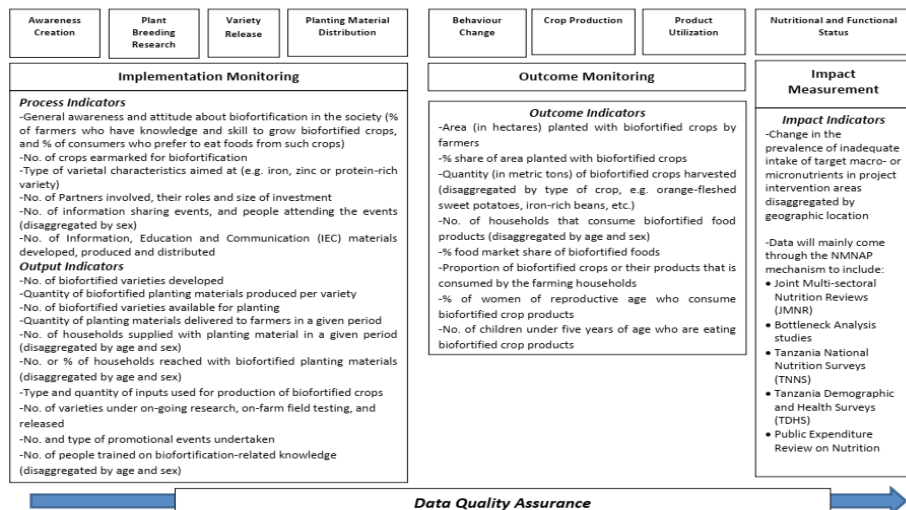 Awareness
Creation
Plant
Breeding
Research
Variety
Release
Planting Material
Distribution
Behaviour
Change
Crop Production
Product
Utilization
Nutritional and Functional
Status
Implementation Monitoring
Process Indicators
-General awareness and attitude about biofortification in the society (%
of farmers who have knowledge and skill to grow biofortified crops,
and % of consumers who prefer to eat foods from such crops)
-No. of crops earmarked for biofortification
-Type of varietal characteristics aimed at (e.g. iron, zinc or protein-rich
variety)
-No. of Partners involved, their roles and size of investment
-No. of information sharing events, and people attending the events
(disaggregated by sex)
-No. of Information, Education and Communication (IEC) materials
developed, produced and distributed
Output Indicators
-No. of biofortified varieties developed
-Quantity of biofortified planting materials produced per variety
-No. of biofortified varieties available for planting
-Quantity of planting materials delivered to farmers in a given period
-No. of households supplied with planting material in a given period
(disaggregated by age and sex)
-No. or % of households reached with biofortified planting materials
(disaggregated by age and sex)
-Type and quantity of inputs used for production of biofortified crops
-No. of varieties under on-going research, on-farm field testing, and
released
-No. and type of promotional events undertaken
-No. of people trained on biofortification-related knowledge
(disaggregated by age and sex)
Outcome Monitoring
Outcome Indicators
-Area (in hectares) planted with biofortified crops by
farmers
-% share of area planted with biofortified crops
-Quantity (in metric tons) of biofortified crops harvested
(disaggregated by type of crop, e.g. orange-fleshed
sweet potatoes, iron-rich beans, etc.)
-No. of households that consume biofortified food
products (disaggregated by age and sex)
-% food market share of biofortified foods
-Proportion of biofortified crops or their products that is
consumed by the farming households
-% of women of reproductive age who consume
biofortified crop products
-No. of children under five years of age who are eating
biofortified crop products
Impact
Measurement
Impact Indicators
-Change in the
prevalence of inadequate
intake of target macro- or
micronutrients in project
intervention areas
disaggregated by
geographic location
-Data will mainly come
through the NMNAP
mechanism to include:
• Joint Multi-sectoral
Nutrition Reviews
(JMNR)
• Bottleneck Analysis
studies
• Tanzania National
Nutrition Surveys
(TNNS)
• Tanzania Demographic
and Health Surveys
(TDHS)
• Public Expenditure
Review on Nutrition
Data Quality Assurance